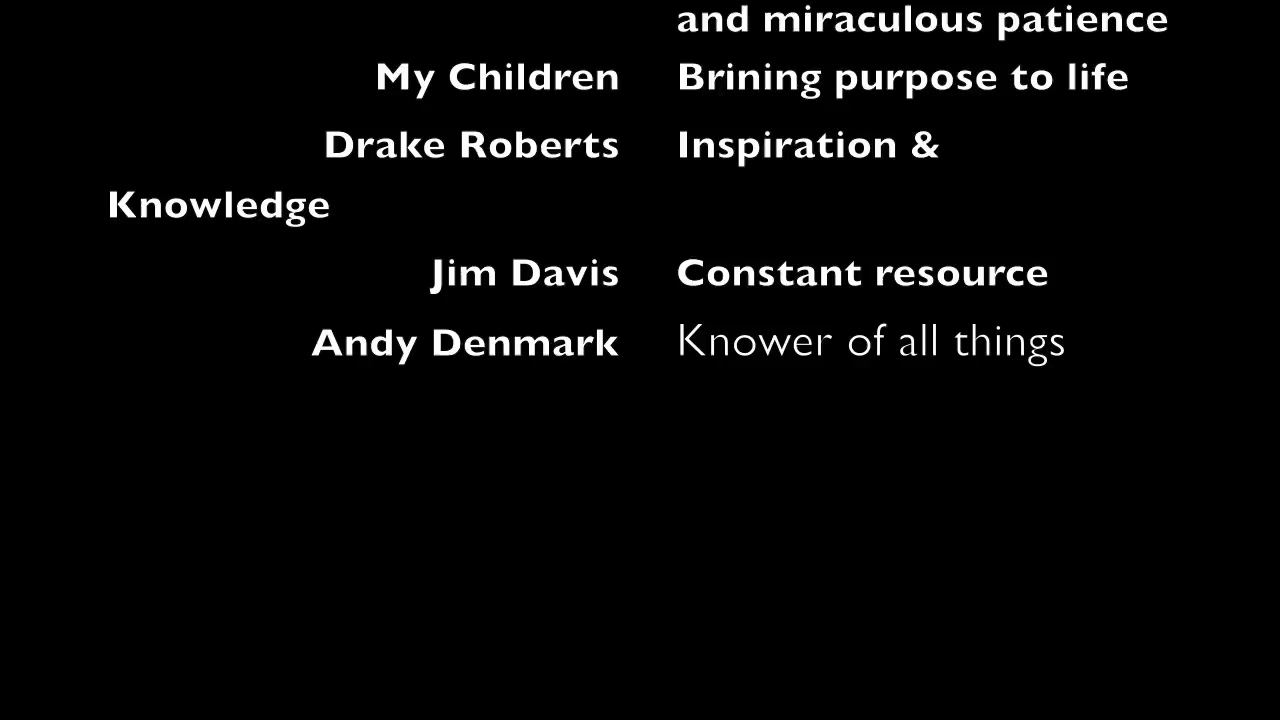 and miraculous patience
My Children Brining purpose to life
Drake Roberts Inspiration &
Knowledge
Jim Davis Constant resource
Andy Denmark Knower of all things